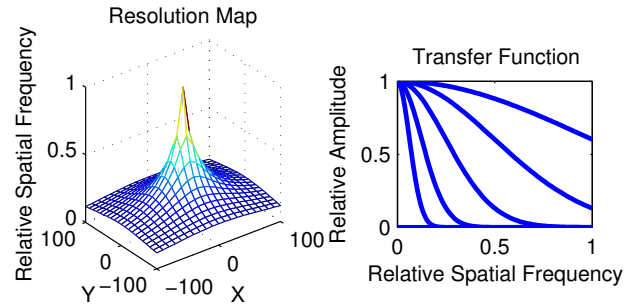 Resolution Map
Relative Spatial Frequency
1
0.5
0
100
0
−100
Y
−100
0
100
X
Transfer Function
Relative Amplitude
1
0.5
0
0
0.5
1
Relative Spatial Frequency